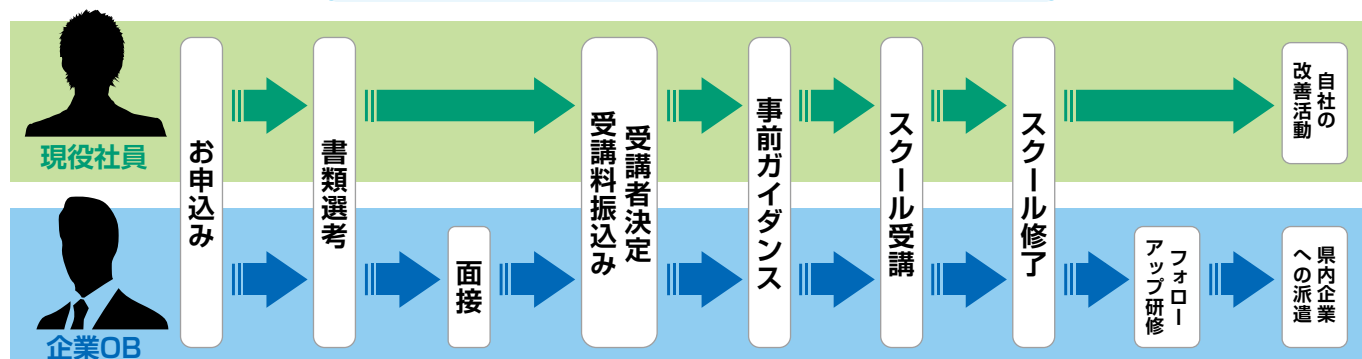 現役社員
企業OB
お申込み
書類選考
面接
受講者決定
受講料振込み
事前ガイダンス
スクール受講
スクール修了
フォロー
アップ研修
自社の
改善活動
県内企業
への派遣